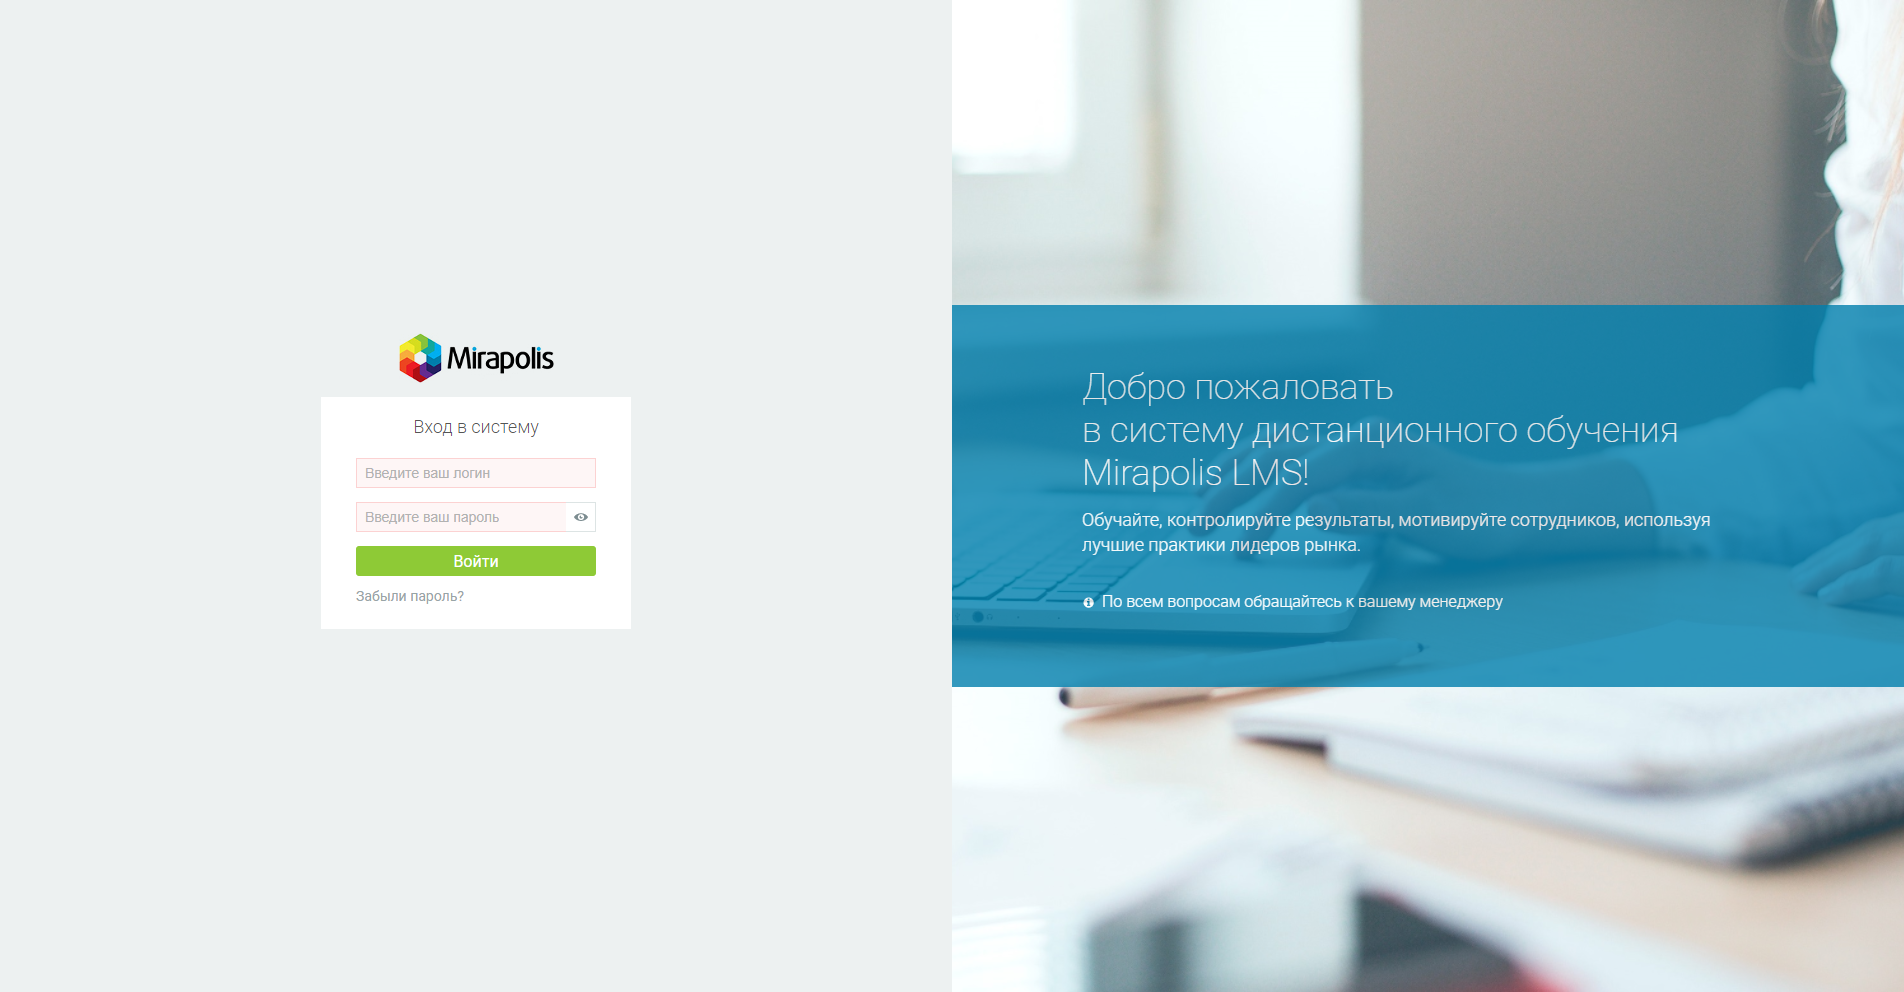 Mirapolis
Вход в систему
Введите ваш логин
Введите ваш пароль
Войти
Забыли пароль?
Добро пожаловать
в систему дистанционного обучения
Mirapolis LMS!
Обучайте, контролируйте результаты, мотивируйте сотрудников, используя
лучшие практики лидеров рынка.
По всем вопросам обращайтесь к вашему менеджеру